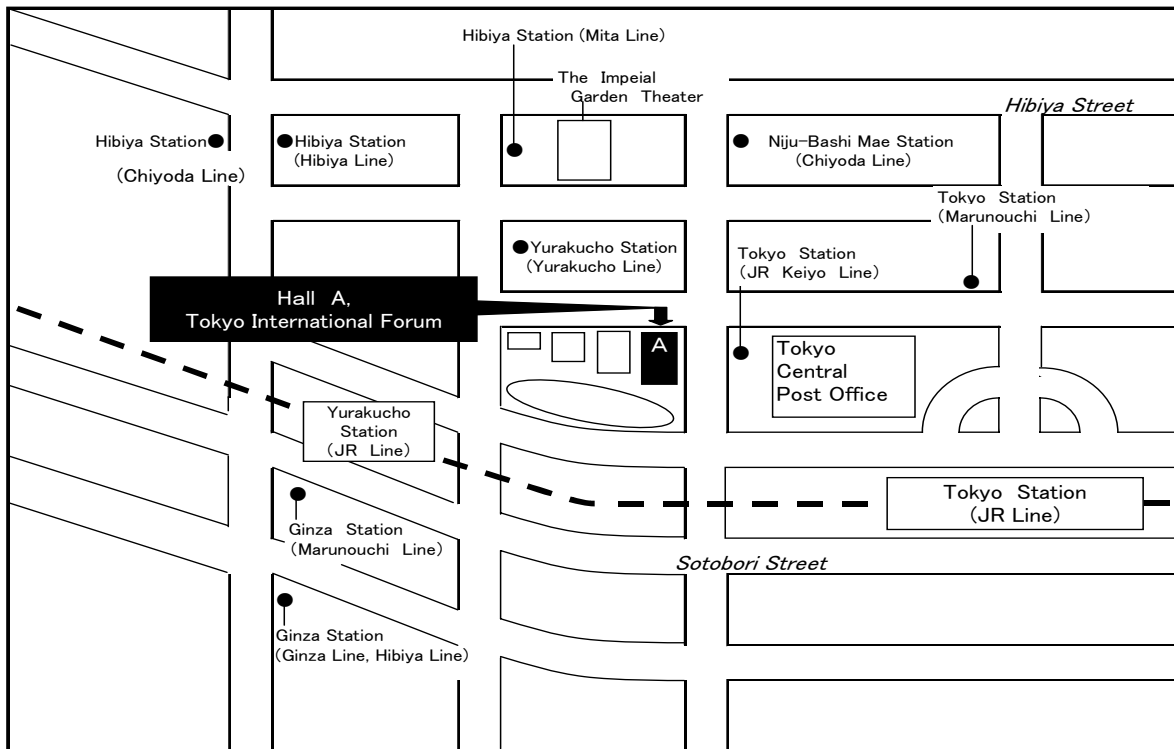 Hibiya Station (Mita Line)
The Impeial
Garden Theater
Hibiya Street
Hibiya Station
(Chiyoda Line)
Hibiya Station
(Hibiya Line)
Niju-Bashi Mae Station
(Chiyoda Line)
Tokyo Station
(Marunouchi Line)
Yurakucho Station
(Yurakucho Line)
Tokyo Station
(JR Keiyo Line)
Hall A,
Tokyo International Forum
A
Tokyo
Central
Post Office
Yurakucho
Station
(JR Line)
Tokyo Station
(JR Line)
Ginza Station
(Marunouchi Line)
Sotobori Street
Ginza Station
(Ginza Line, Hibiya Line)